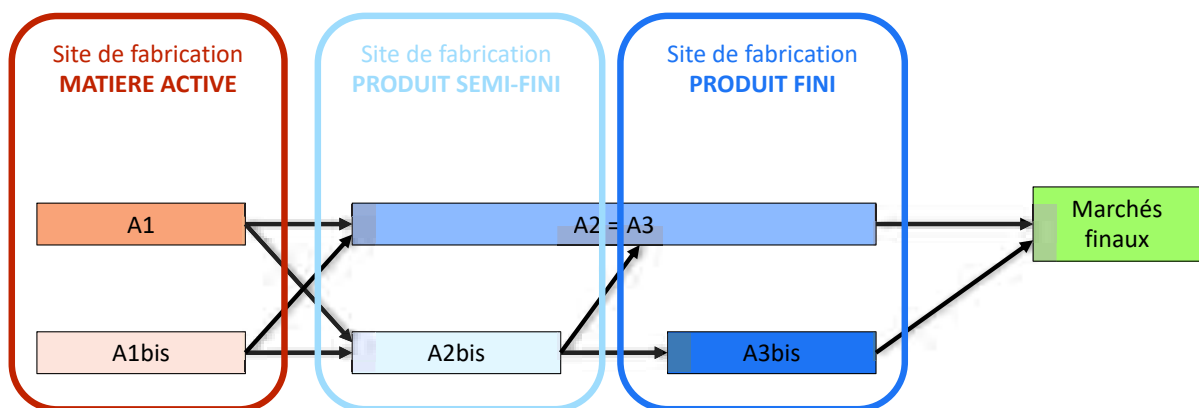 Site de fabrication
MATIERE ACTIVE
Site de fabrication
PRODUIT SEMI-FINI
Site de fabrication
PRODUIT FINI
A1
A2 = A3
Marchés
finaux
A1bis
A2bis
A3bis